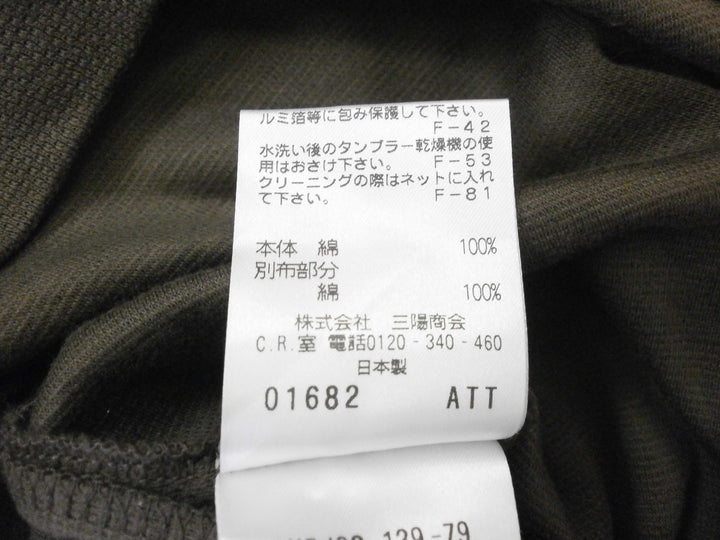 ルミ箔等に包み保護して下さい。
F-42
水洗い後のタンブラー乾燥機の使
用はおさけ下さい。 F-53
クリーニングの際はネットに入れ
て下さい。 F-81
本体 綿 100%
別布部分
綿 100%
株式会社 三陽商会
C.R.室 電話0120-340-460
日本製
01682 ATT
129-79